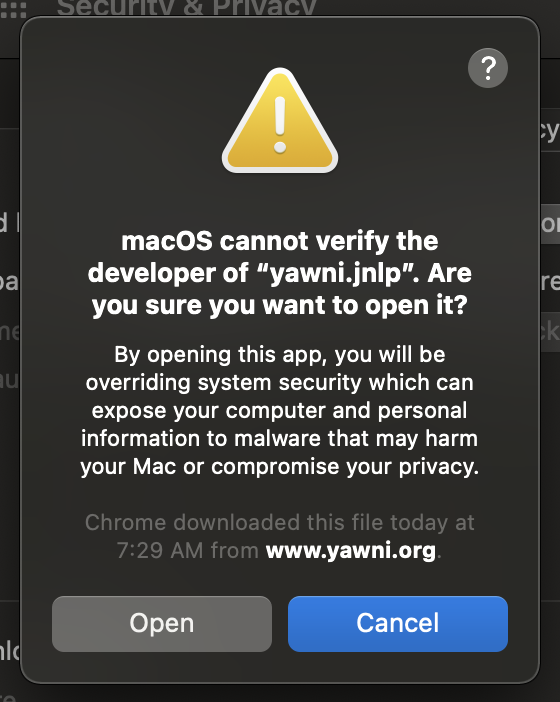 Security & Privacy
?
macOS cannot verify the
developer of “yawni.jnlp”. Are
you sure you want to open it?
By opening this app, you will be
overriding system security which can
expose your computer and personal
information to malware that may harm
your Mac or compromise your privacy.
Chrome downloaded this file today at
7:29 AM from www.yawni.org.
Open
Cancel